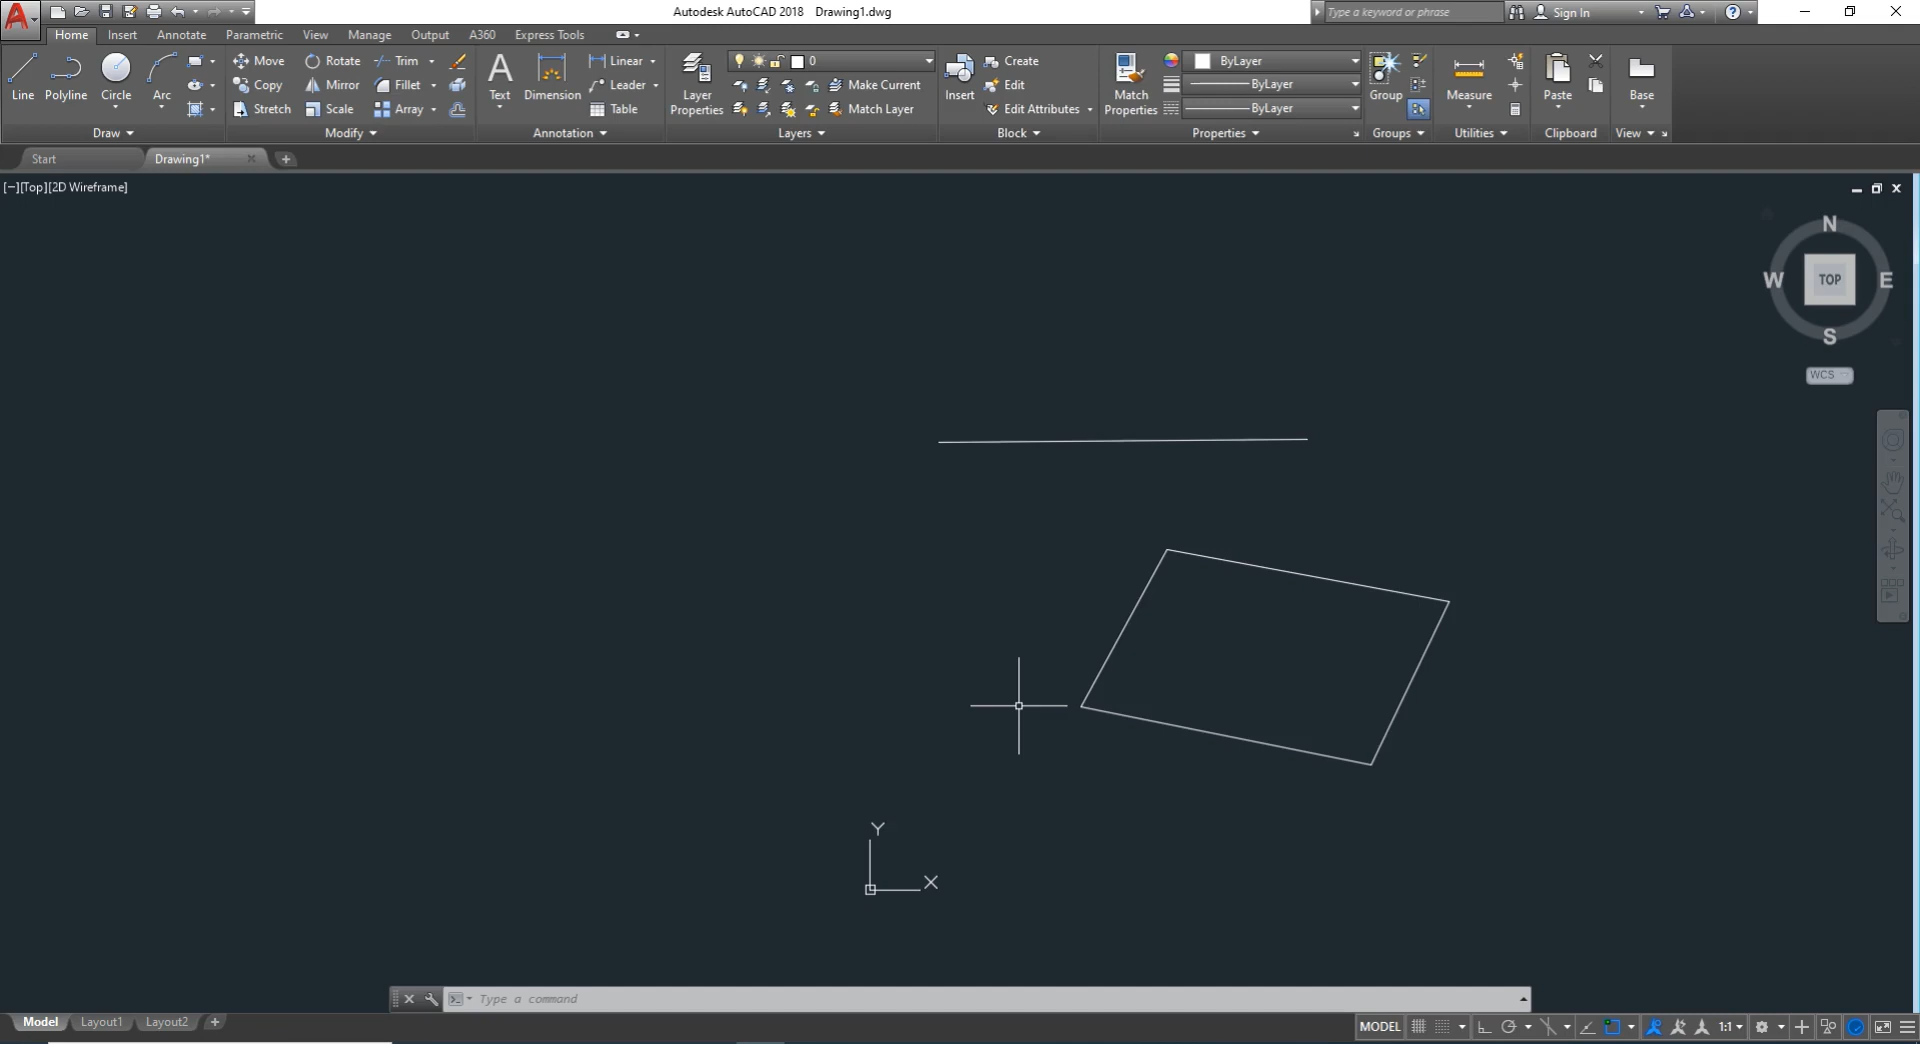 A Autodesk AutoCAD 2018 Drawing1.dwg Type a keyword or phrase Sign In
Home Insert Annotate Parametric View Manage Output A360 Express Tools
Line Polyline Circle Arc
Draw
Move Rotate Trim
Copy Mirror Fillet
Stretch Scale Array
Modify
A Text Dimension
Linear
Leader
Table
Annotation
Layer Properties
0
Make Current
Match Layer
Layers
Insert
Create
Edit
Edit Attributes
Block
Match Properties
ByLayer
ByLayer
ByLayer
Properties
Group
Groups
Measure
Utilities
Paste
Clipboard
Base
View
Start Drawing1*
[−][Top][2D Wireframe]
N
W TOP E
S
WCS
Y
X
Type a command
Model Layout1 Layout2
MODEL 1:1